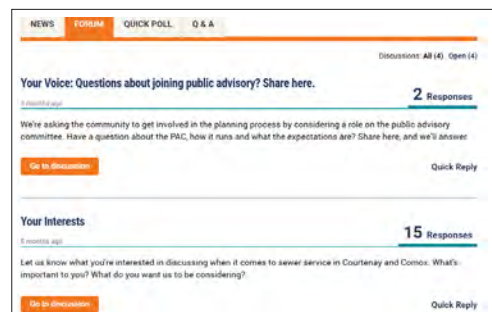 NEWS FORUM QUICK POLL Q & A
Discussions: All (4) Open (4)
Your Voice: Questions about joining public advisory? Share here.
2 Responses
months ago
We're asking the community to get involved in the planning process by considering a role on the public advisory
committee. Have a question about the PAC, how it runs and what the expectations are? Share here, and we'll answer.
Go to discussion Quick Reply
Your Interests
15 Responses
months ago
Let us know what you're interested in discussing when it comes to sewer service in Courtenay and Comox. What's
important to you? What do you want us to be considering?
Go to discussion Quick Reply